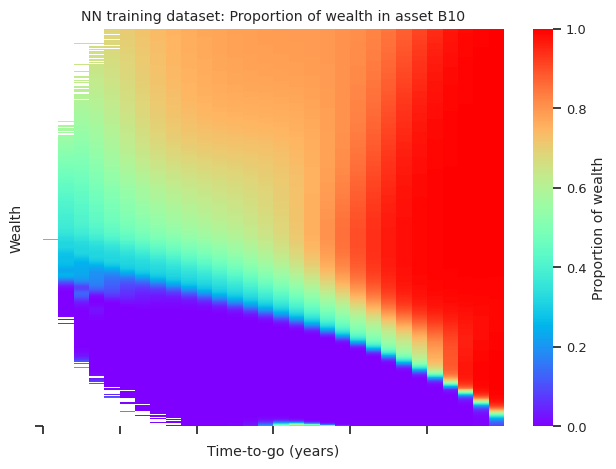 NN training dataset: Proportion of wealth in asset B10
Wealth
Time-to-go (years)
1.0
0.8
0.6
0.4
0.2
0.0
Proportion of wealth